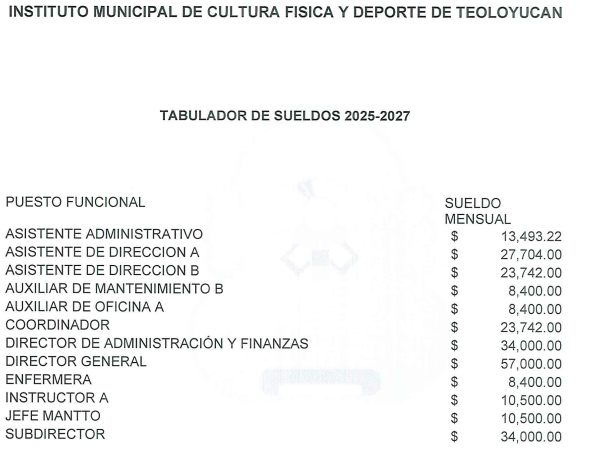 INSTITUTO MUNICIPAL DE CULTURA FISICA Y DEPORTE DE TEOLOYUCAN
TABULADOR DE SUELDOS 2025-2027
PUESTO FUNCIONAL SUELDO MENSUAL
ASISTENTE ADMINISTRATIVO $ 13,493.22
ASISTENTE DE DIRECCION A $ 27,704.00
ASISTENTE DE DIRECCION B $ 23,742.00
AUXILIAR DE MANTENIMIENTO B $ 8,400.00
AUXILIAR DE OFICINA A $ 8,400.00
COORDINADOR $ 23,742.00
DIRECTOR DE ADMINISTRACIÓN Y FINANZAS $ 34,000.00
DIRECTOR GENERAL $ 57,000.00
ENFERMERA $ 8,400.00
INSTRUCTOR A $ 10,500.00
JEFE MANTTO $ 10,500.00
SUBDIRECTOR $ 34,000.00